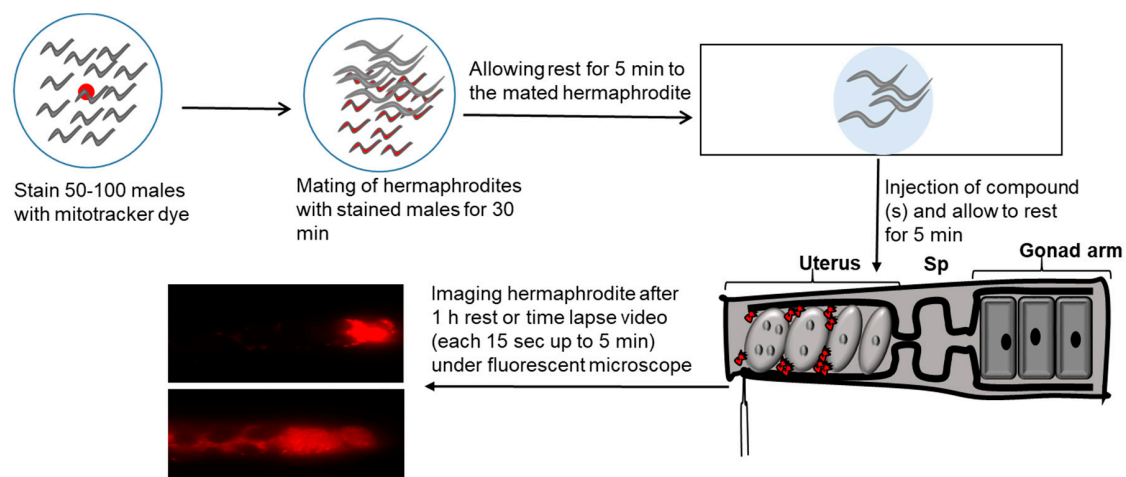 Stain 50-100 males
with mitotracker dye
Mating of hermaphrodites
with stained males for 30
min
Allowing rest for 5 min to
the mated hermaphrodite
Injection of compound
(s) and allow to rest
for 5 min
Uterus
Sp
Gonad arm
Imaging hermaphrodite after
1 h rest or time lapse video
(each 15 sec up to 5 min)
under fluorescent microscope